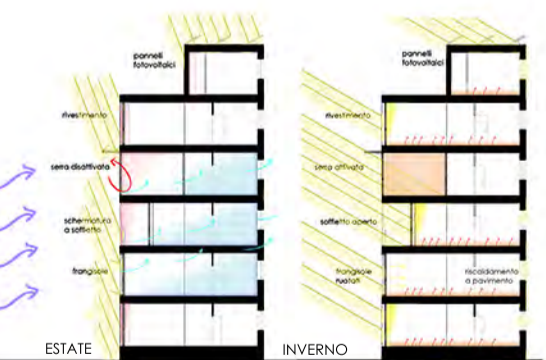 pannelli
fotovoltaici
rivestimento
serra disattivata
schermatura
a soffietto
frangisole
ESTATE
pannelli
fotovoltaici
rivestimento
serra attivata
soffietto aperto
frangisole
ruotati
riscaldamento
a pavimento
INVERNO